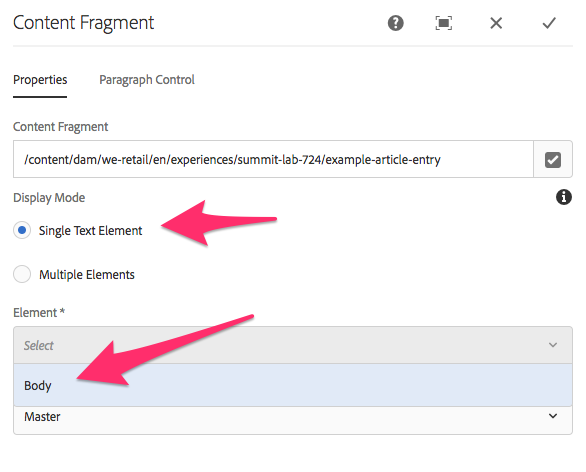 Content Fragment
Properties Paragraph Control
Content Fragment
/content/dam/we-retail/en/experiences/summit-lab-724/example-article-entry
Display Mode
Single Text Element
Multiple Elements
Element *
Select
Body
Master